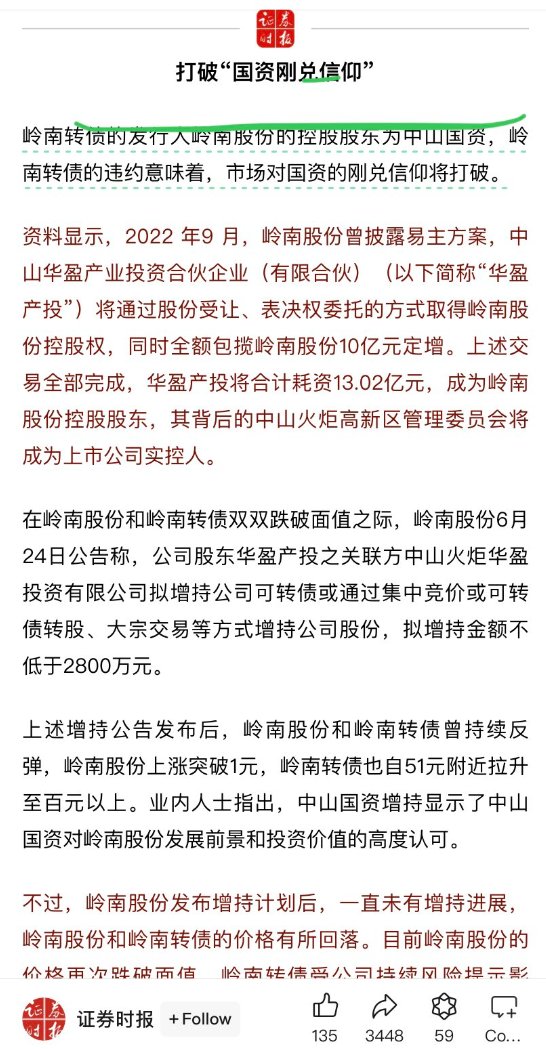 证券
时报
打破“国资刚兑信仰”
岭南转债的发行人岭南股份的控股股东为中山国资，岭
南转债的违约意味着，市场对国资的刚兑信仰将打破。
资料显示，2022 年9 月，岭南股份曾披露易主方案，中
山华盈产业投资合伙企业（有限合伙）（以下简称“华盈
产投”）将通过股份受让、表决权委托的方式取得岭南股
份控股权，同时全额包揽岭南股份10亿元定增。上述交
易全部完成，华盈产投将合计耗资13.02亿元，成为岭南
股份控股股东，其背后的中山火炬高新区管理委员会将
成为上市公司实控人。
在岭南股份和岭南转债双双跌破面值之际，岭南股份6月
24日公告称，公司股东华盈产投之关联方中山火炬华盈
投资有限公司拟增持公司可转债或通过集中竞价或可转
债转股、大宗交易等方式增持公司股份，拟增持金额不
低于2800万元。
上述增持公告发布后，岭南股份和岭南转债曾持续反
弹，岭南股份上涨突破1元，岭南转债也自51元附近拉升
至百元以上。业内人士指出，中山国资增持显示了中山
国资对岭南股份发展前景和投资价值的高度认可。
不过，岭南股份发布增持计划后，一直未有增持进展，
岭南股份和岭南转债的价格有所回落。目前岭南股份的
价格再次跌破面值，岭南转债受公司持续风险提示影
证券
时报
证券时报
+ Follow
135
3448
59
Co...